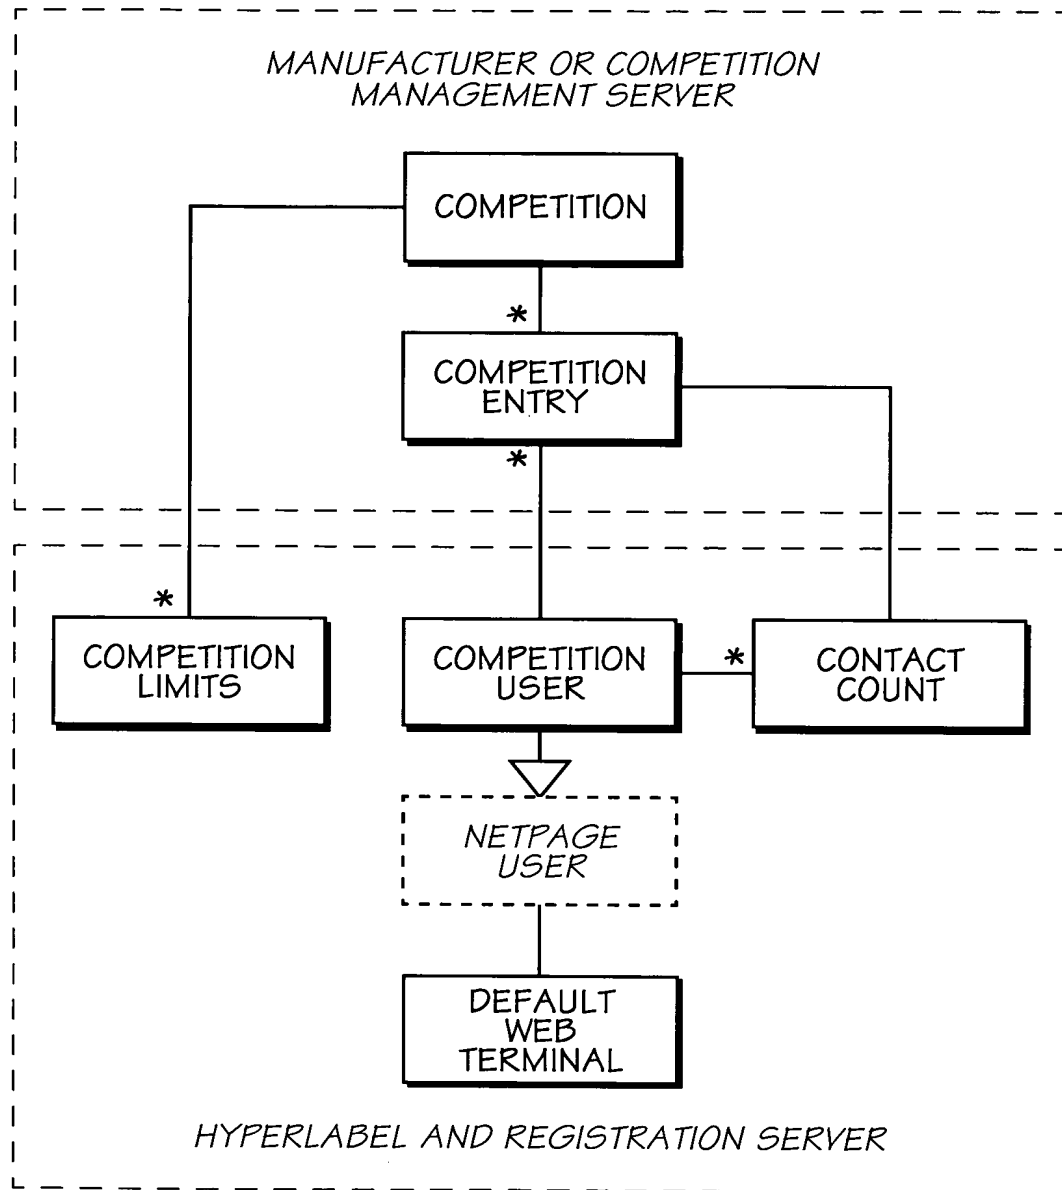 MANUFACTURER OR COMPETITION
MANAGEMENT SERVER
COMPETITION
*
COMPETITION
ENTRY
*
*
COMPETITION
LIMITS
COMPETITION
USER
*
CONTACT
COUNT
NETPAGE
USER
DEFAULT
WEB
TERMINAL
HYPERLABEL AND REGISTRATION SERVER